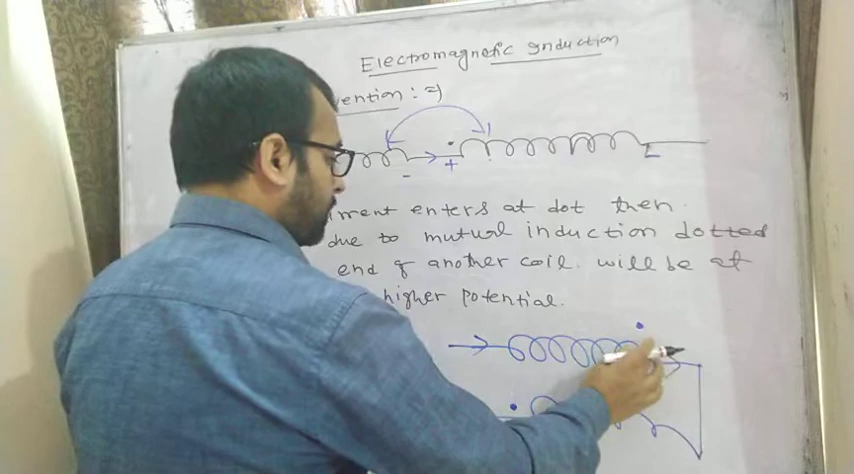 Electromagnetic Induction
vention : ⇒
+ -
-
rrent enters at dot then
due to mutual induction dotted
end of another coil. will be at
higher potential.